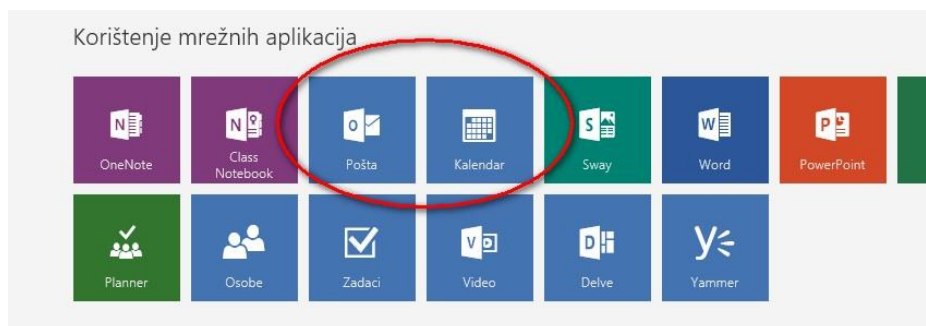 Korištenje mrežnih aplikacija
OneNote
Class
Notebook
Pošta
Kalendar
Sway
Word
PowerPoint
Planner
Osobe
Zadaci
Video
Delve
Yammer